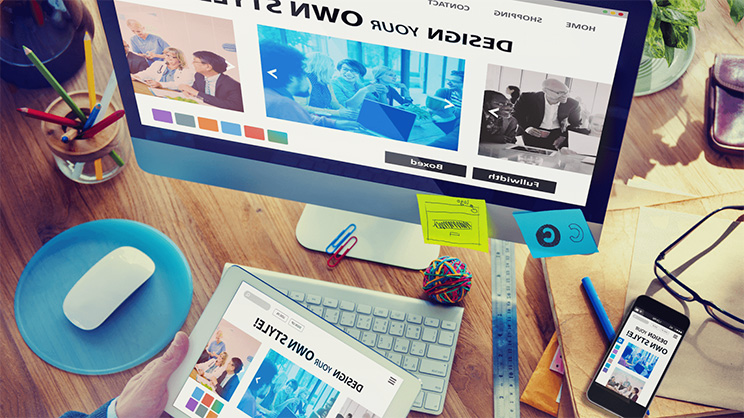 HOME SHOPPING CONTACT
DESIGN YOUR OWN STYLE
Fullwidth Boxed
DESIGN YOUR
OWN STYLE!
DESIGN YOUR
OWN STYLE!